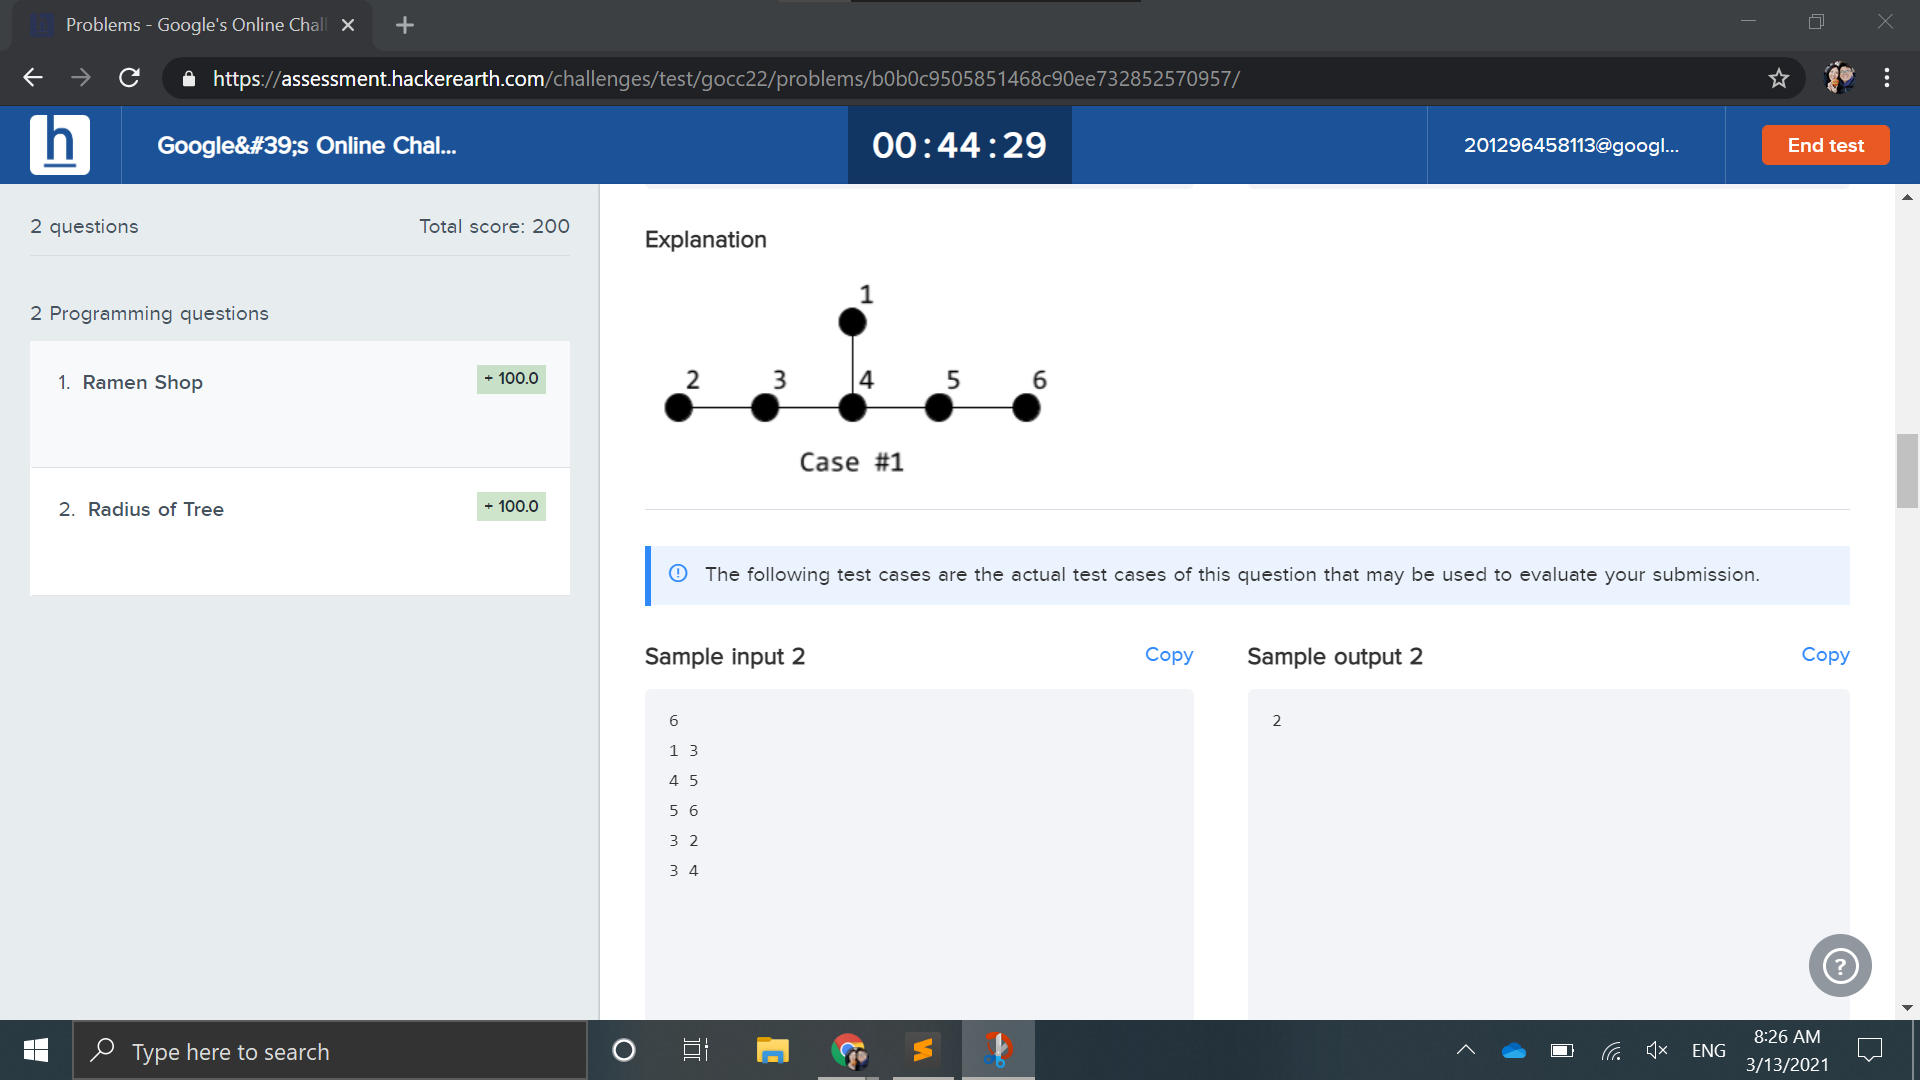 Problems - Google's Online Chall
https://assessment.hackerearth.com/challenges/test/gocc22/problems/b0b0c9505851468c90ee732852570957/
h
Google&#39;s Online Chal...
00:44:29
201296458113@googl...
End test
2 questions
Total score: 200
2 Programming questions
1. Ramen Shop
+ 100.0
2. Radius of Tree
+ 100.0
Explanation
1
2 3 4 5 6
Case #1
The following test cases are the actual test cases of this question that may be used to evaluate your submission.
Sample input 2
Copy
6
1 3
4 5
5 6
3 2
3 4
Sample output 2
Copy
2
?
Type here to search
ENG
8:26 AM
3/13/2021